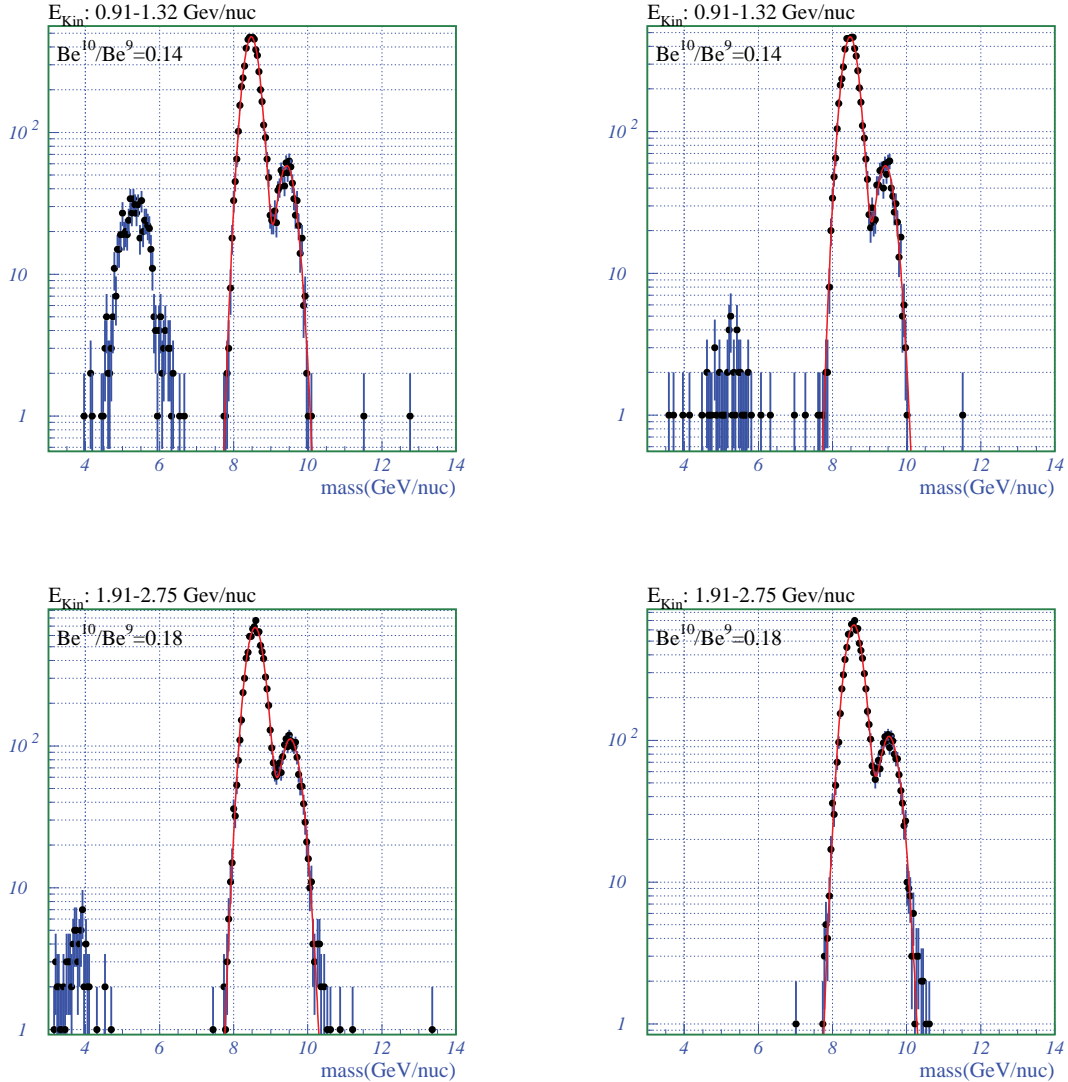 E_Kin: 0.91-1.32 Gev/nuc
Be^10/Be^9=0.14
10^2
10
1
4 6 8 10 12 14
mass(GeV/nuc)
E_Kin: 0.91-1.32 Gev/nuc
Be^10/Be^9=0.14
10^2
10
1
4 6 8 10 12 14
mass(GeV/nuc)
E_Kin: 1.91-2.75 Gev/nuc
Be^10/Be^9=0.18
10^2
10
1
4 6 8 10 12 14
mass(GeV/nuc)
E_Kin: 1.91-2.75 Gev/nuc
Be^10/Be^9=0.18
10^2
10
1
4 6 8 10 12 14
mass(GeV/nuc)